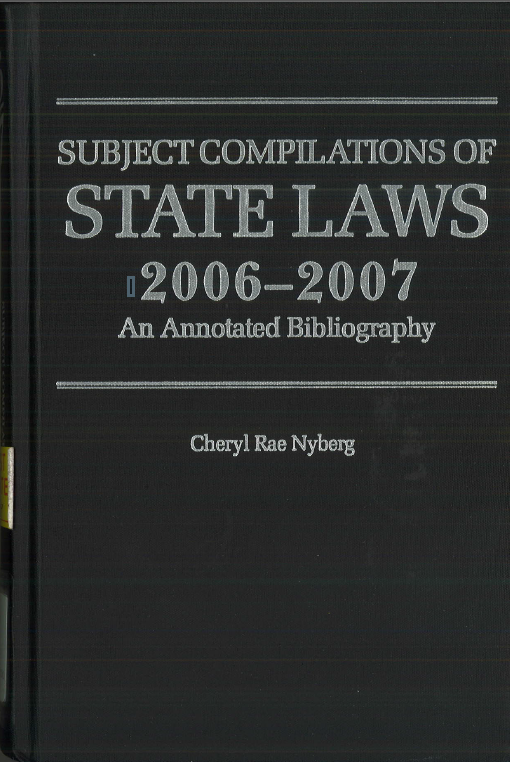 SUBJECT COMPILATIONS OF
STATE LAWS
2006–2007
An Annotated Bibliography
Cheryl Rae Nyberg